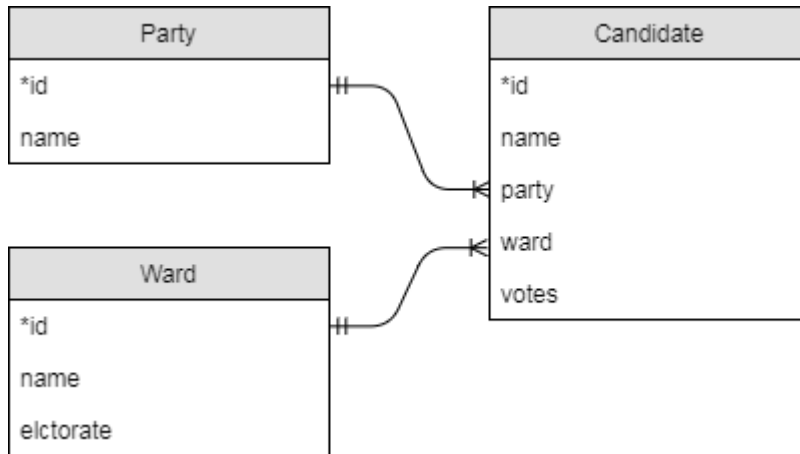 Party
*id
name
Candidate
*id
name
party
ward
votes
Ward
*id
name
elctorate